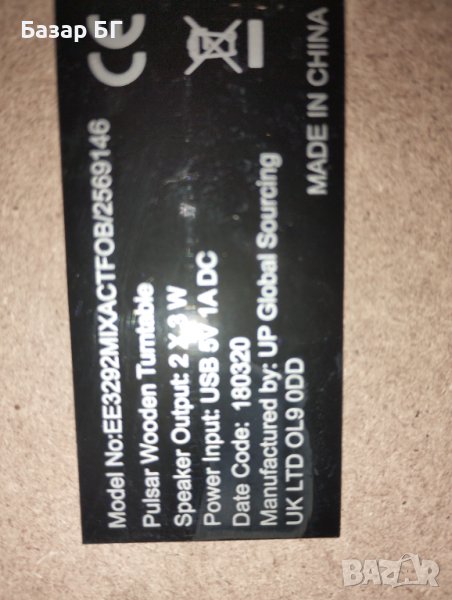 Базар БГ
Model No:EE3292MIXACTFOB/2569146
Pulsar Wooden Turntable
Speaker Output: 2 X 3 W
Power Input: USB 5V 1A DC
Date Code: 180320
Manufactured by: UP Global Sourcing
UK LTD OL9 0DD
CE
MADE IN CHINA
BAZAR